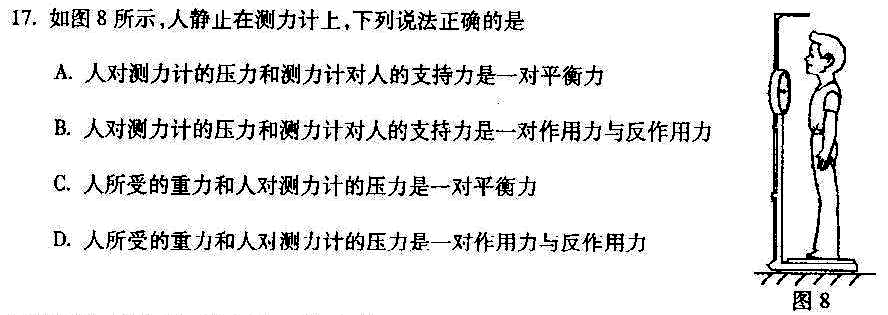 17. 如图 8 所示,人静止在测力计上,下列说法正确的是
A. 人对测力计的压力和测力计对人的支持力是一对平衡力
B. 人对测力计的压力和测力计对人的支持力是一对作用力与反作用力
C. 人所受的重力和人对测力计的压力是一对平衡力
D. 人所受的重力和人对测力计的压力是一对作用力与反作用力
图 8